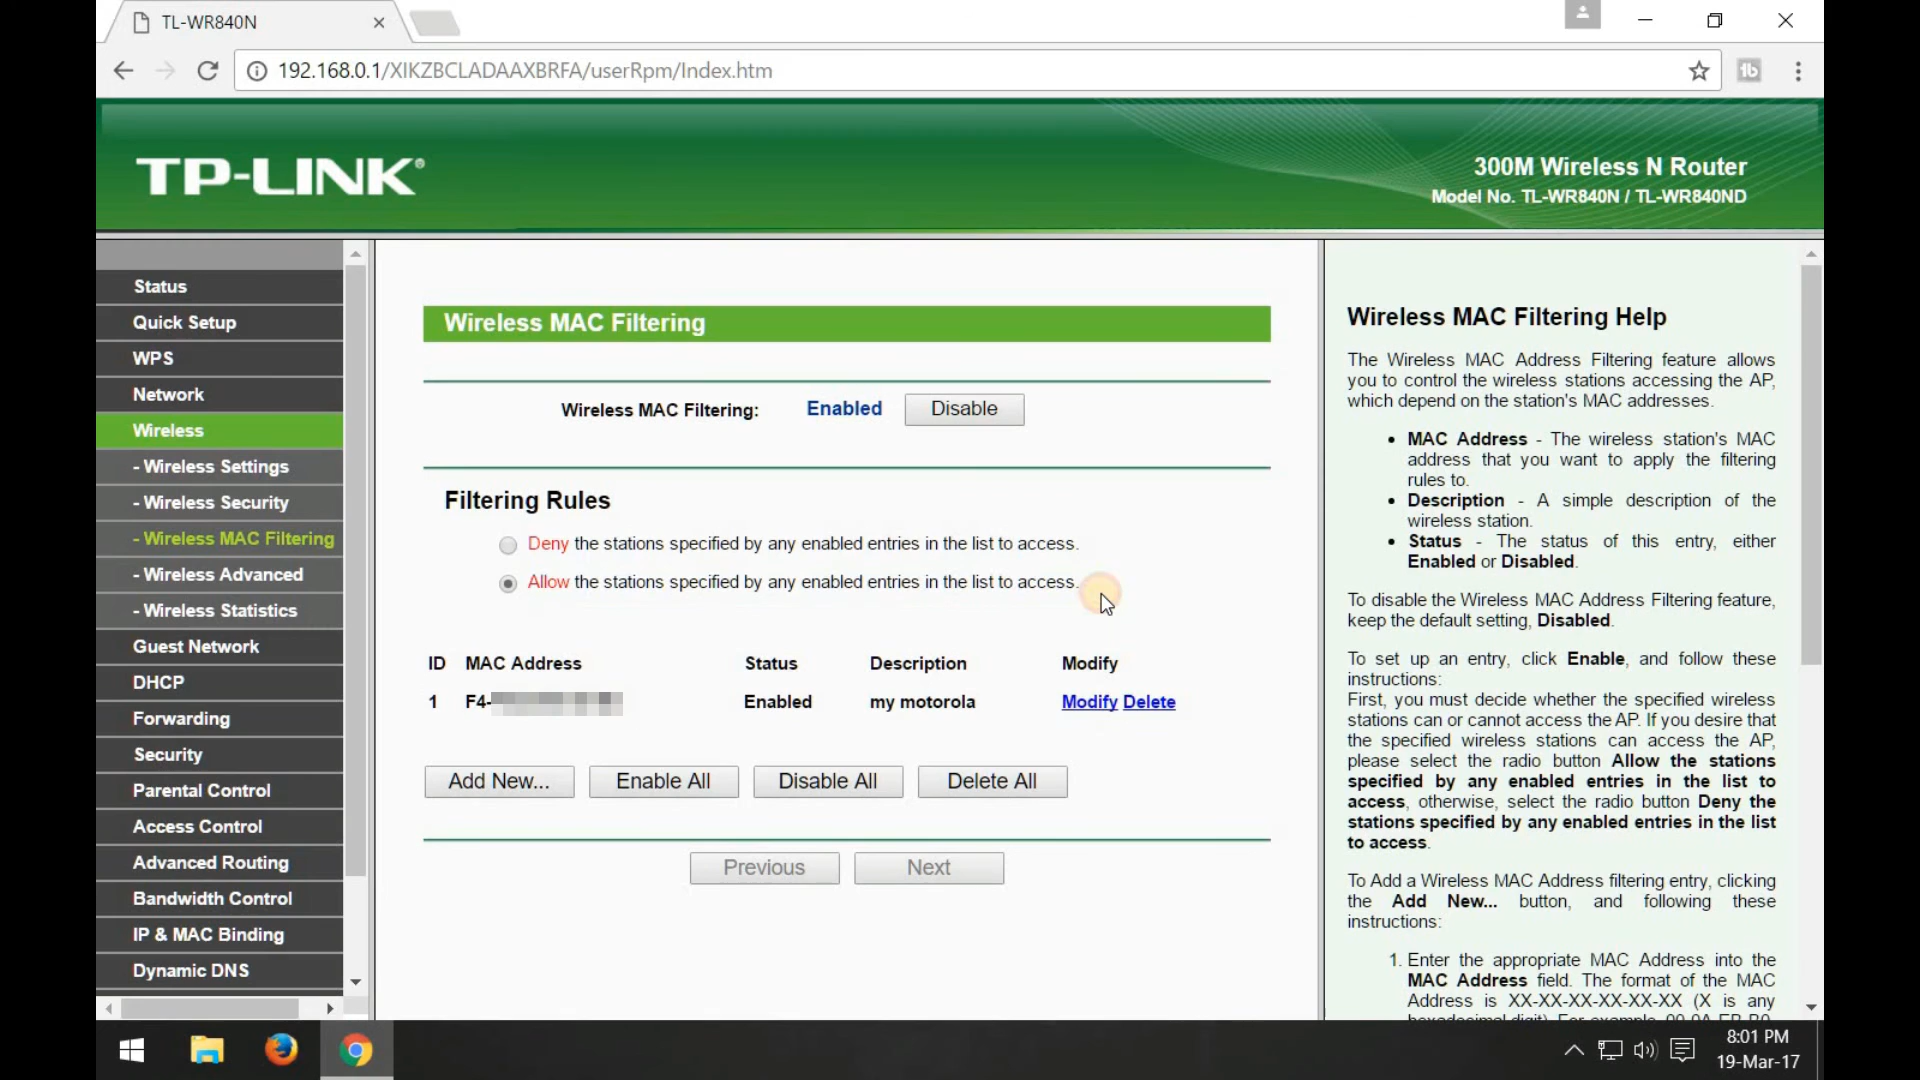 TL-WR840N
192.168.0.1/XIKZBCLADAAXBRFA/userRpm/Index.htm
TP-LINK®
300M Wireless N Router
Model No. TL-WR840N / TL-WR840ND
Status
Quick Setup
WPS
Network
Wireless
- Wireless Settings
- Wireless Security
- Wireless MAC Filtering
- Wireless Advanced
- Wireless Statistics
Guest Network
DHCP
Forwarding
Security
Parental Control
Access Control
Advanced Routing
Bandwidth Control
IP & MAC Binding
Dynamic DNS
Wireless MAC Filtering
Wireless MAC Filtering: Enabled Disable
Filtering Rules
Deny the stations specified by any enabled entries in the list to access.
Allow the stations specified by any enabled entries in the list to access.
ID MAC Address Status Description Modify
1 F4- Enabled my motorola Modify Delete
Add New... Enable All Disable All Delete All
Previous Next
Wireless MAC Filtering Help
The Wireless MAC Address Filtering feature allows
you to control the wireless stations accessing the AP,
which depend on the station's MAC addresses.
• MAC Address - The wireless station's MAC
address that you want to apply the filtering
rules to.
• Description - A simple description of the
wireless station.
• Status - The status of this entry, either
Enabled or Disabled.
To disable the Wireless MAC Address Filtering feature,
keep the default setting, Disabled.
To set up an entry, click Enable, and follow these
instructions:
First, you must decide whether the specified wireless
stations can or cannot access the AP. If you desire that
the specified wireless stations can access the AP,
please select the radio button Allow the stations
specified by any enabled entries in the list to
access, otherwise, select the radio button Deny the
stations specified by any enabled entries in the list
to access.
To Add a Wireless MAC Address filtering entry, clicking
the Add New... button, and following these
instructions:
1. Enter the appropriate MAC Address into the
MAC Address field. The format of the MAC
Address is XX-XX-XX-XX-XX-XX (X is any
8:01 PM
19-Mar-17